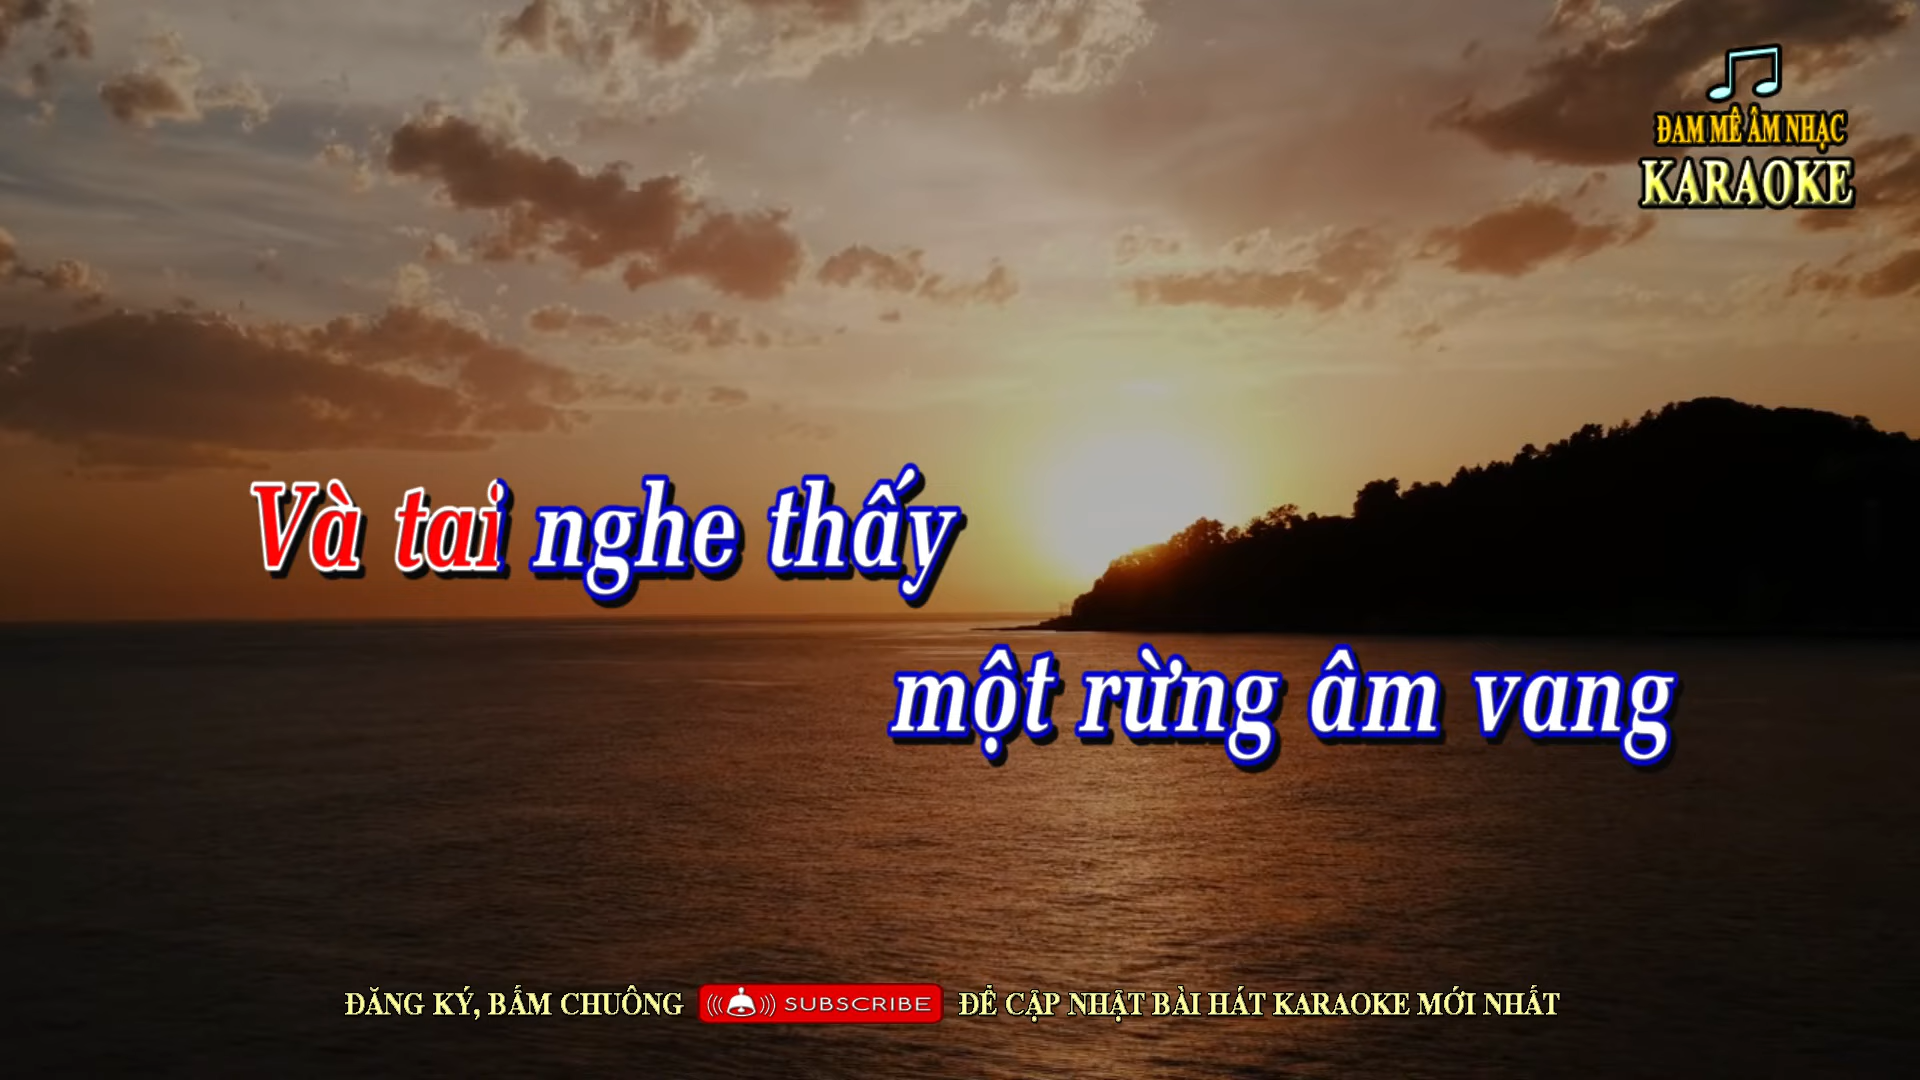 ĐAM MÊ ÂM NHẠC
KARAOKE
Và tai nghe thấy
một rừng âm vang
ĐĂNG KÝ, BẤM CHUÔNG SUBSCRIBE ĐỂ CẬP NHẬT BÀI HÁT KARAOKE MỚI NHẤT